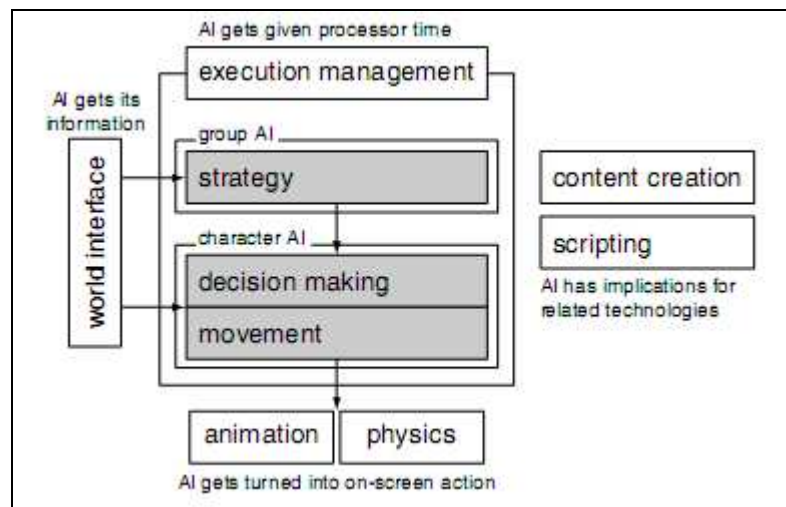 AI gets given processor time
execution management
AI gets its
information
group AI
strategy
world interface
content creation
character AI
scripting
decision making
AI has implications for
related technologies
movement
animation
physics
AI gets turned into on-screen action